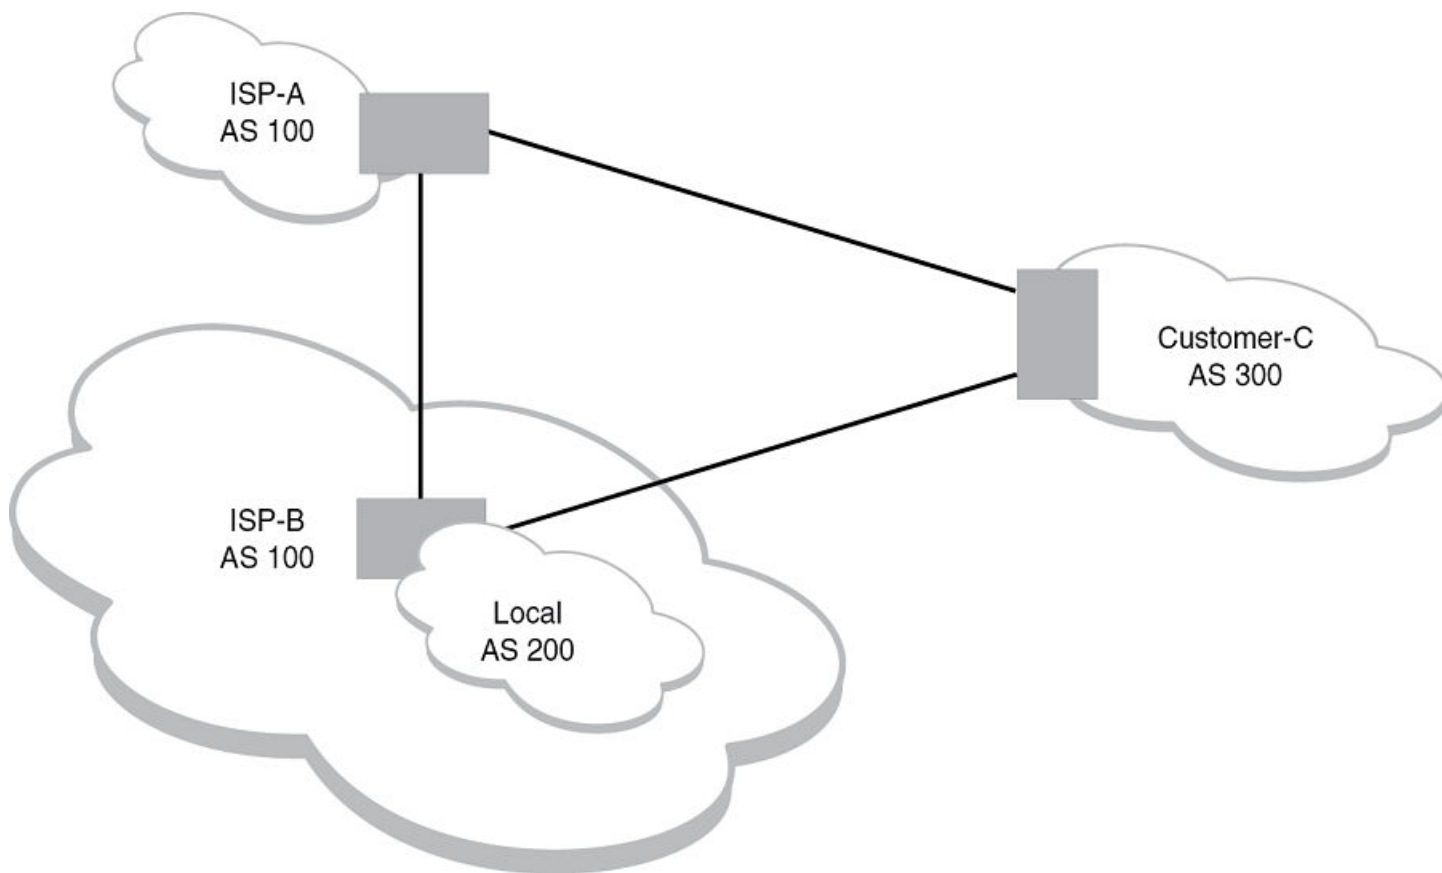 ISP-A
AS 100
Customer-C
AS 300
ISP-B
AS 100
Local
AS 200